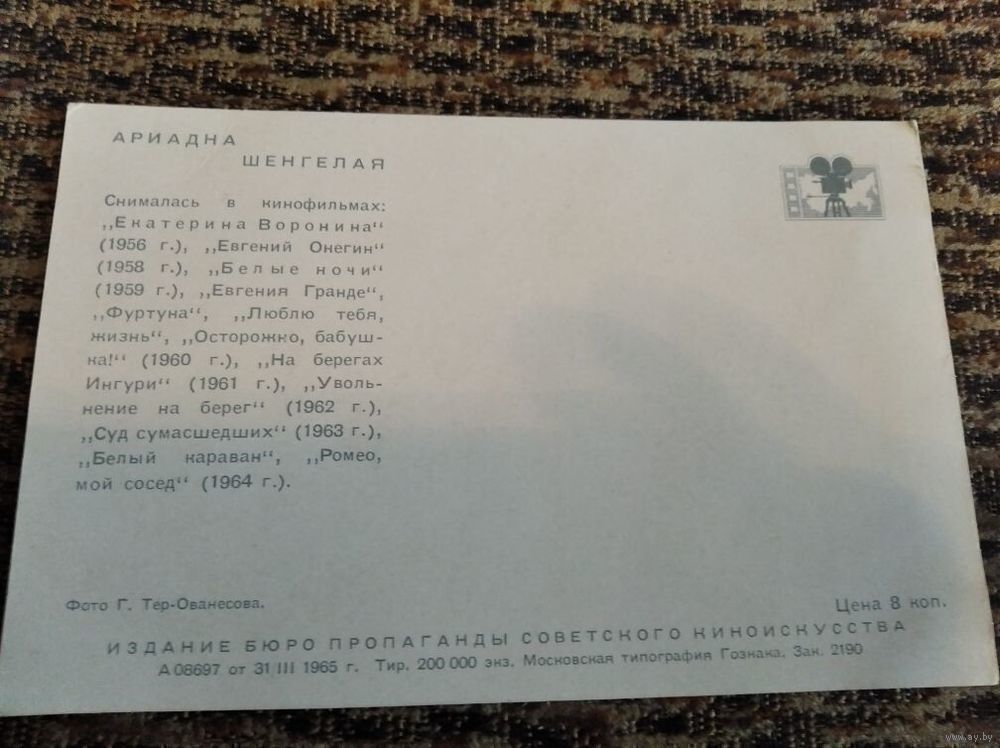 АРИАДНА
ШЕНГЕЛАЯ
Снималась в кинофильмах:
,,Екатерина Воронина“
(1956 г.), ,,Евгений Онегин“
(1958 г.), ,,Белые ночи“
(1959 г.), ,,Евгения Гранде“,
,,Фуртуна“, ,,Люблю тебя,
жизнь“, ,,Осторожно, бабуш-
ка!“ (1960 г.), ,,На берегах
Ингури“ (1961 г.), ,,Уволь-
нение на берег“ (1962 г.),
,,Суд сумасшедших“ (1963 г.),
,,Белый караван“, ,,Ромео,
мой сосед“ (1964 г.).
Фото Г. Тер-Ованесова.
Цена 8 коп.
ИЗДАНИЕ БЮРО ПРОПАГАНДЫ СОВЕТСКОГО КИНОИСКУССТВА
А 08697 от 31 III 1965 г. Тир. 200 000 экз. Московская типография Гознака. Зак. 2190
www.ay.by